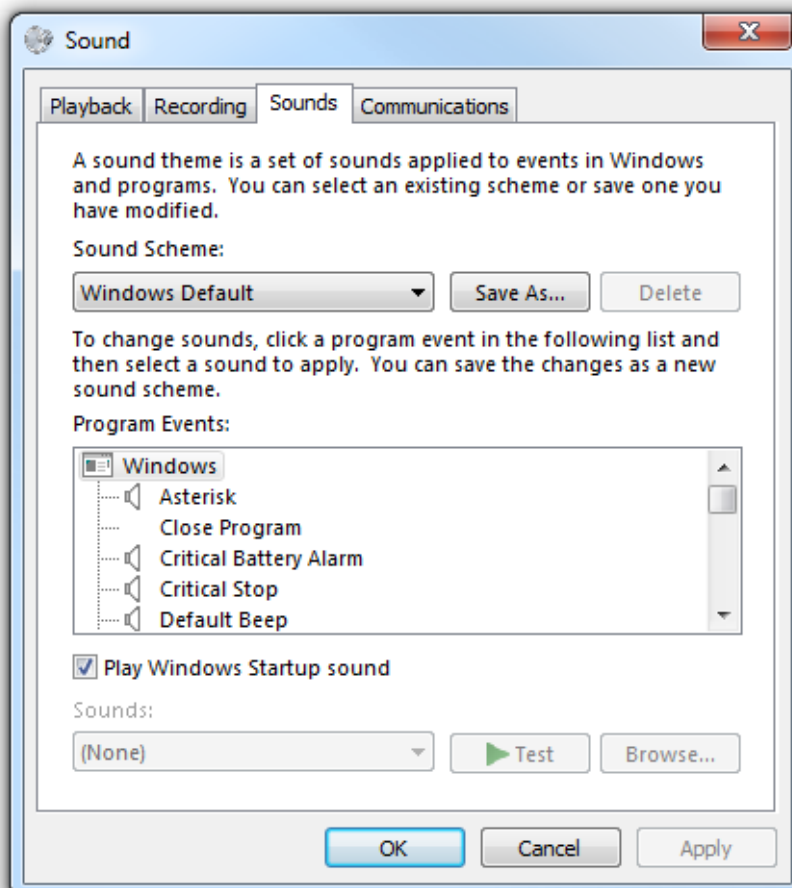 Sound
Playback Recording Sounds Communications
A sound theme is a set of sounds applied to events in Windows
and programs. You can select an existing scheme or save one you
have modified.
Sound Scheme:
Windows Default Save As... Delete
To change sounds, click a program event in the following list and
then select a sound to apply. You can save the changes as a new
sound scheme.
Program Events:
Windows
Asterisk
Close Program
Critical Battery Alarm
Critical Stop
Default Beep
Play Windows Startup sound
Sounds:
(None) Test Browse...
OK Cancel Apply